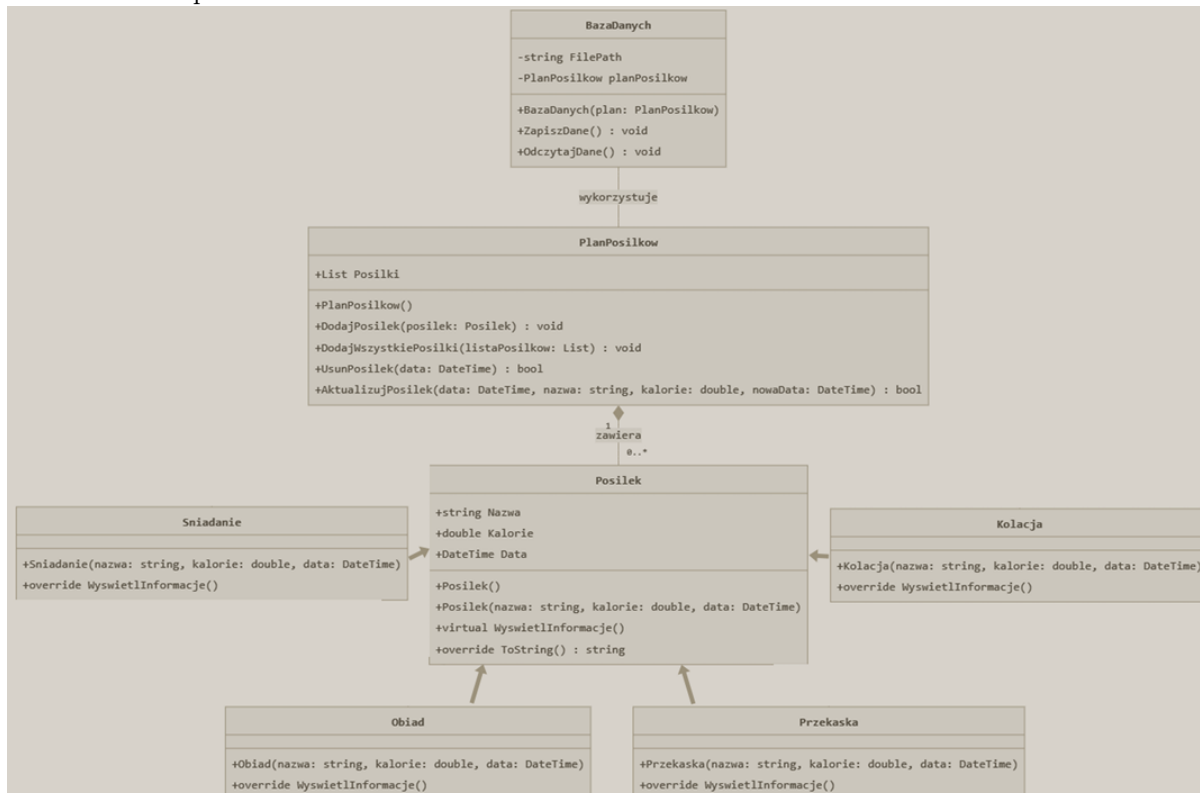 BazaDanych
-string FilePath
-PlanPosilkow planPosilkow
+BazaDanych(plan: PlanPosilkow)
+ZapiszDane() : void
+OdczytajDane() : void
wykorzystuje
PlanPosilkow
+List Posilki
+PlanPosilkow()
+DodajPosilek(posilek: Posilek) : void
+DodajWszystkiePosilki(listaPosilkow: List) : void
+UsunPosilek(data: DateTime) : bool
+AktualizujPosilek(data: DateTime, nazwa: string, kalorie: double, nowaData: DateTime) : bool
1
zawiera
0..*
Posilek
+string Nazwa
+double Kalorie
+DateTime Data
+Posilek()
+Posilek(nazwa: string, kalorie: double, data: DateTime)
+virtual WyswietlInformacje()
+override ToString() : string
Sniadanie
+Sniadanie(nazwa: string, kalorie: double, data: DateTime)
+override WyswietlInformacje()
Kolacja
+Kolacja(nazwa: string, kalorie: double, data: DateTime)
+override WyswietlInformacje()
Obiad
+Obiad(nazwa: string, kalorie: double, data: DateTime)
+override WyswietlInformacje()
Przekaska
+Przekaska(nazwa: string, kalorie: double, data: DateTime)
+override WyswietlInformacje()